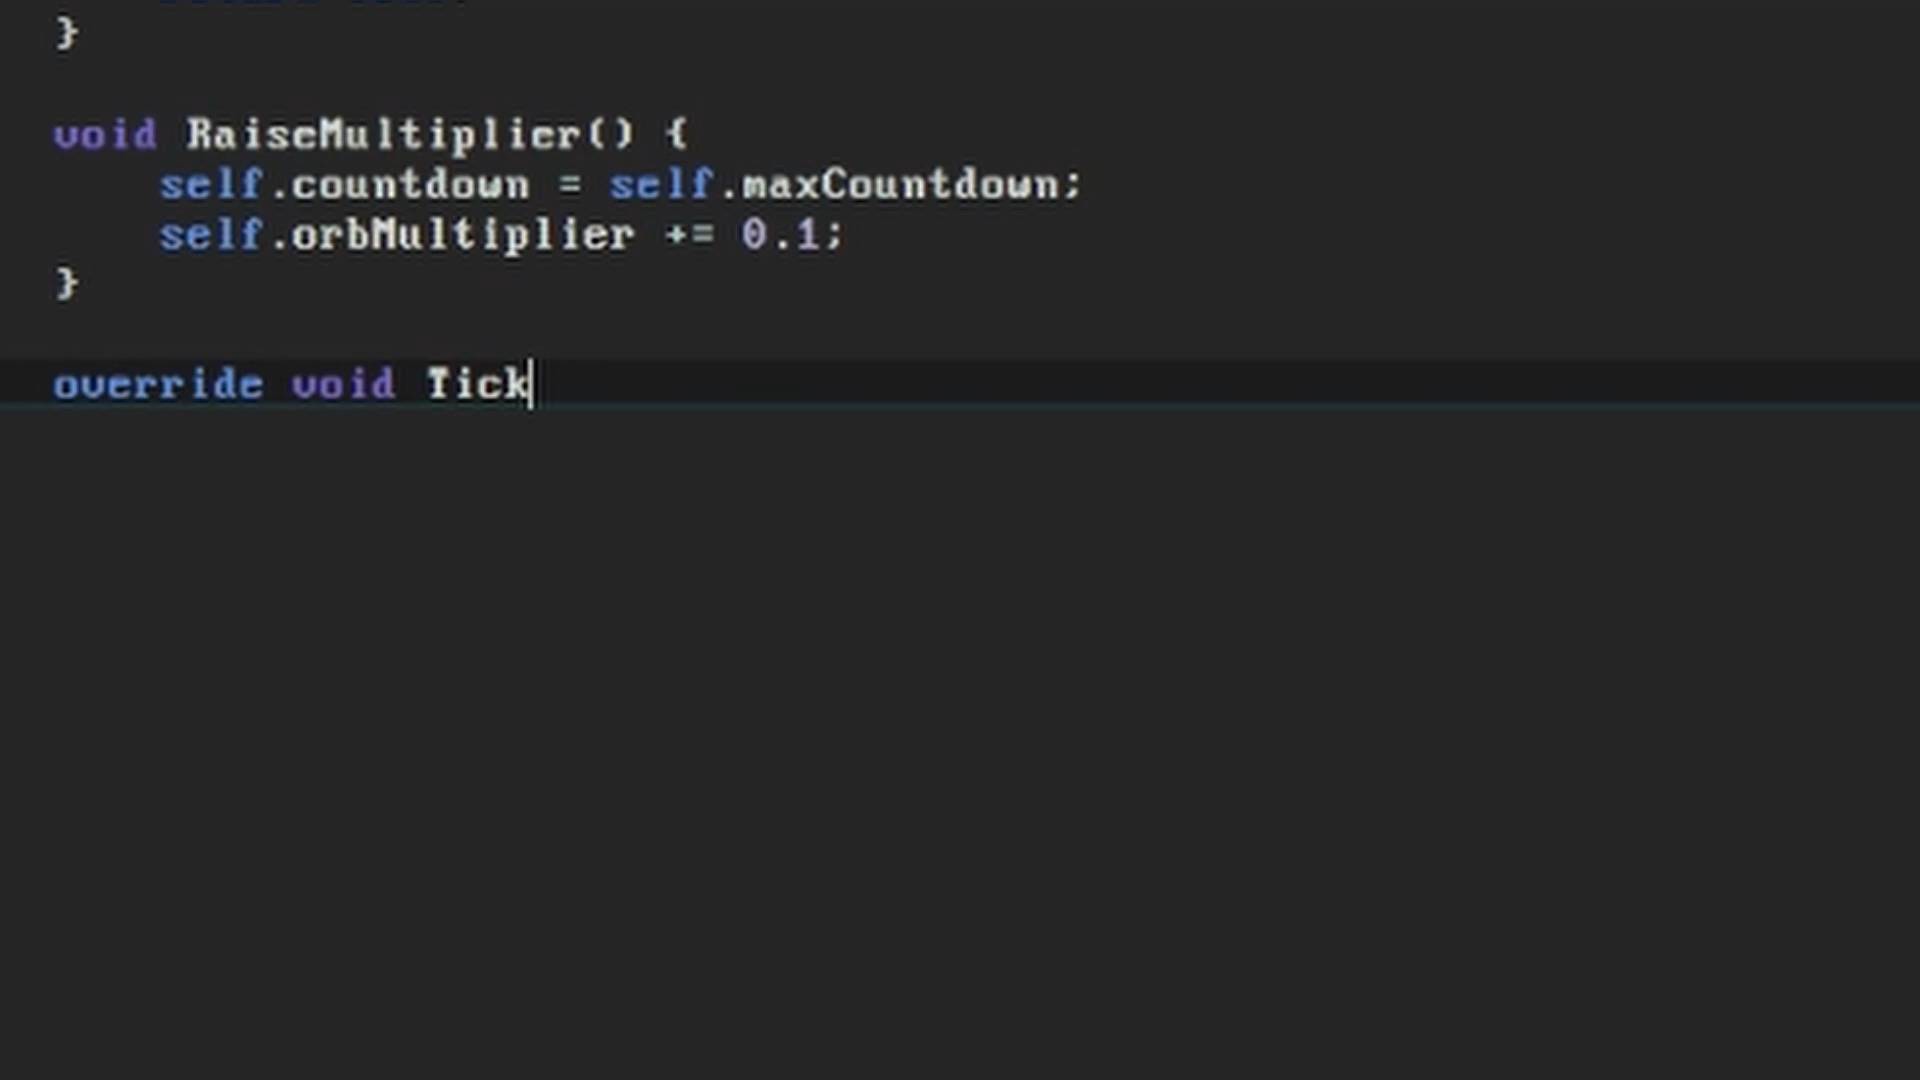 }
void RaiseMultiplier() {
self.countdown = self.maxCountdown;
self.orbMultiplier += 0.1;
}
override void Tick